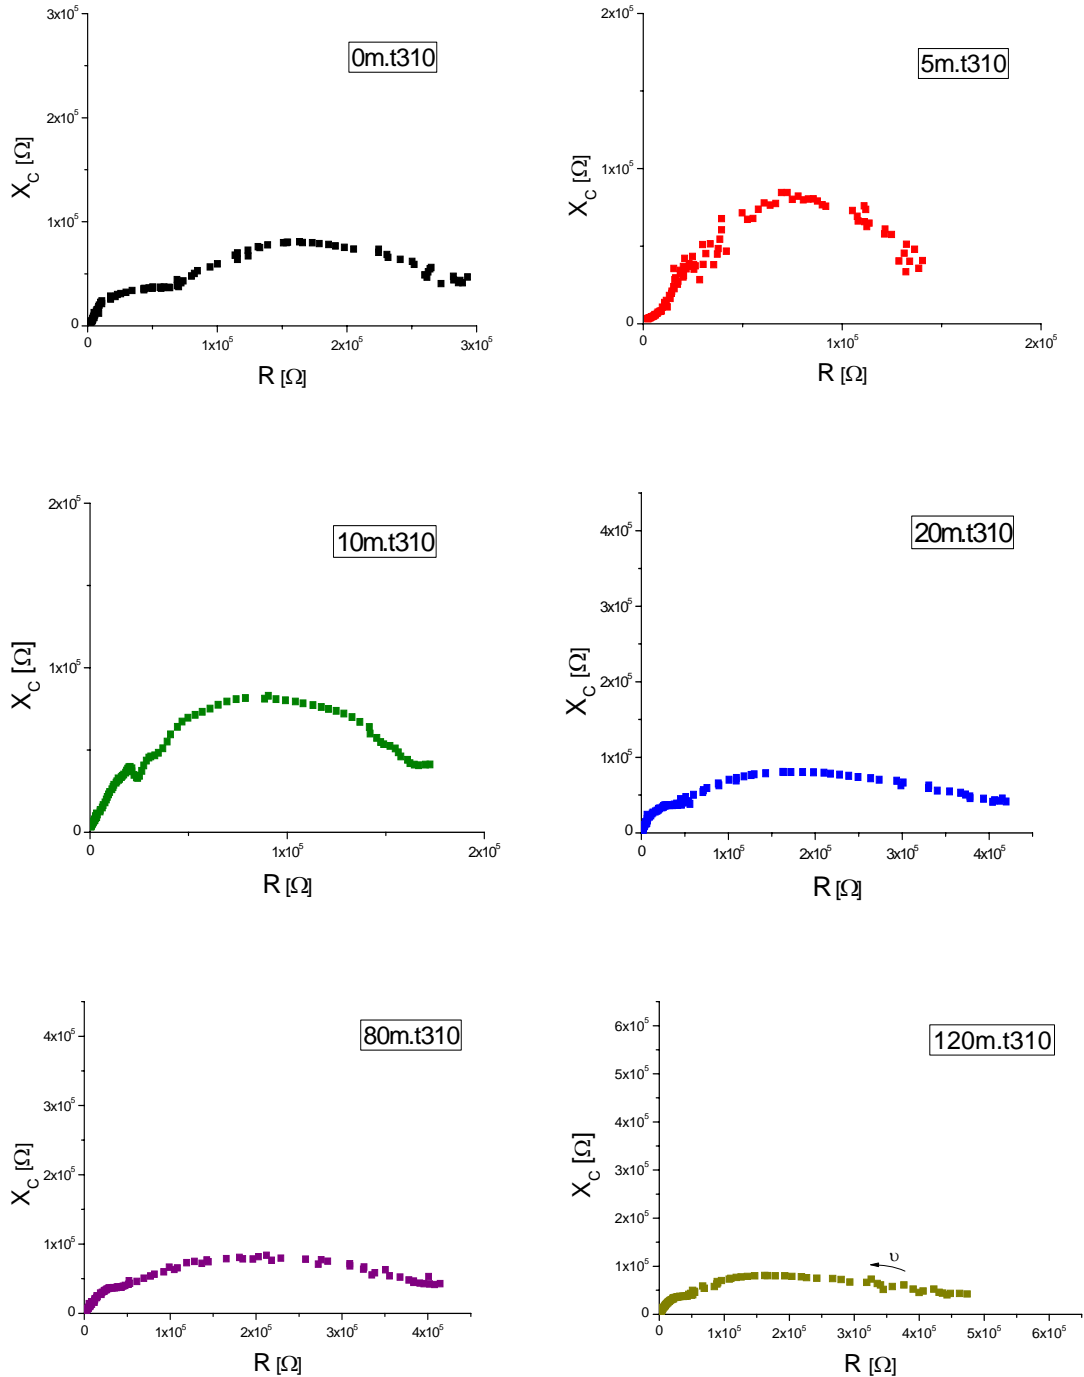 3x10⁵
0m.t310
2x10⁵
X_C [Ω]
1x10⁵
0
0 1x10⁵ 2x10⁵ 3x10⁵
R [Ω]
2x10⁵
5m.t310
X_C [Ω]
1x10⁵
0
0 1x10⁵ 2x10⁵
R [Ω]
2x10⁵
10m.t310
X_C [Ω]
1x10⁵
0
0 1x10⁵ 2x10⁵
R [Ω]
20m.t310
4x10⁵
3x10⁵
X_C [Ω]
2x10⁵
1x10⁵
0
0 1x10⁵ 2x10⁵ 3x10⁵ 4x10⁵
R [Ω]
80m.t310
4x10⁵
3x10⁵
X_C [Ω]
2x10⁵
1x10⁵
0
0 1x10⁵ 2x10⁵ 3x10⁵ 4x10⁵
R [Ω]
120m.t310
6x10⁵
5x10⁵
4x10⁵
X_C [Ω]
3x10⁵
2x10⁵
υ
1x10⁵
0
0 1x10⁵ 2x10⁵ 3x10⁵ 4x10⁵ 5x10⁵ 6x10⁵
R [Ω]